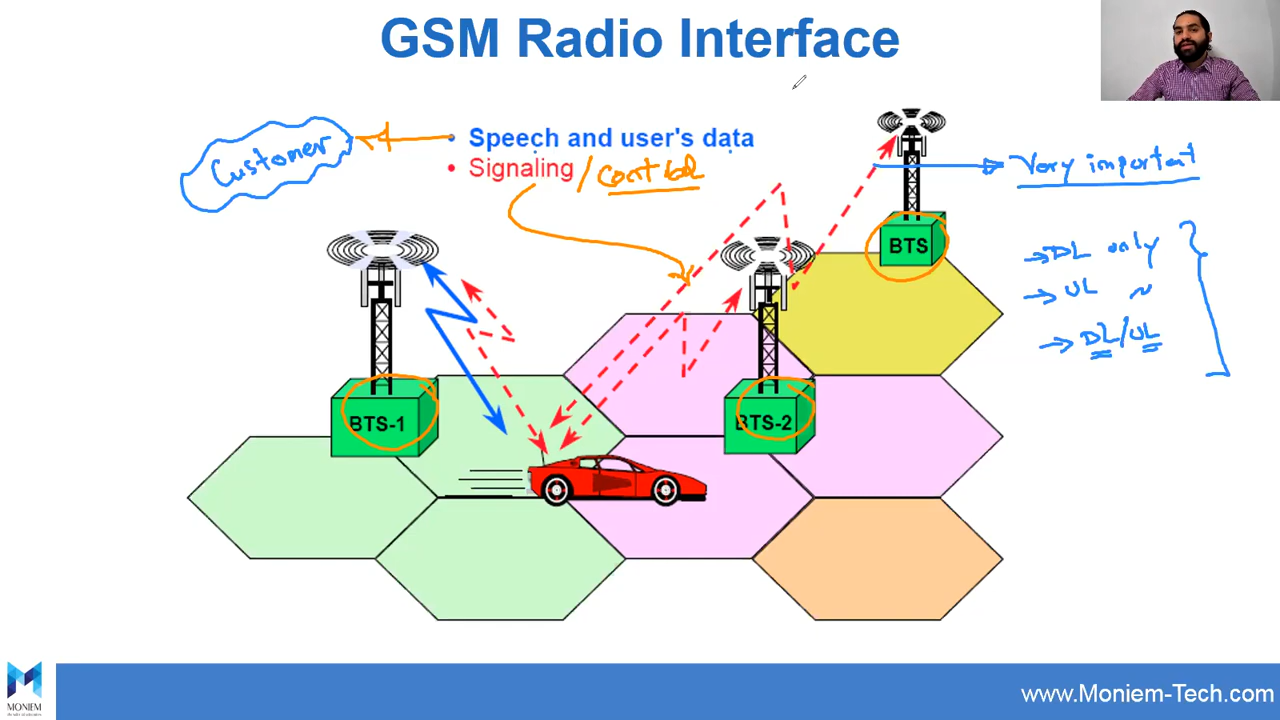 GSM Radio Interface
Customer
• Speech and user's data
• Signaling / control
Very important
→ DL only
→ UL ~
→ DL/UL
BTS
BTS-1
BTS-2
MONIEM
www.Moniem-Tech.com